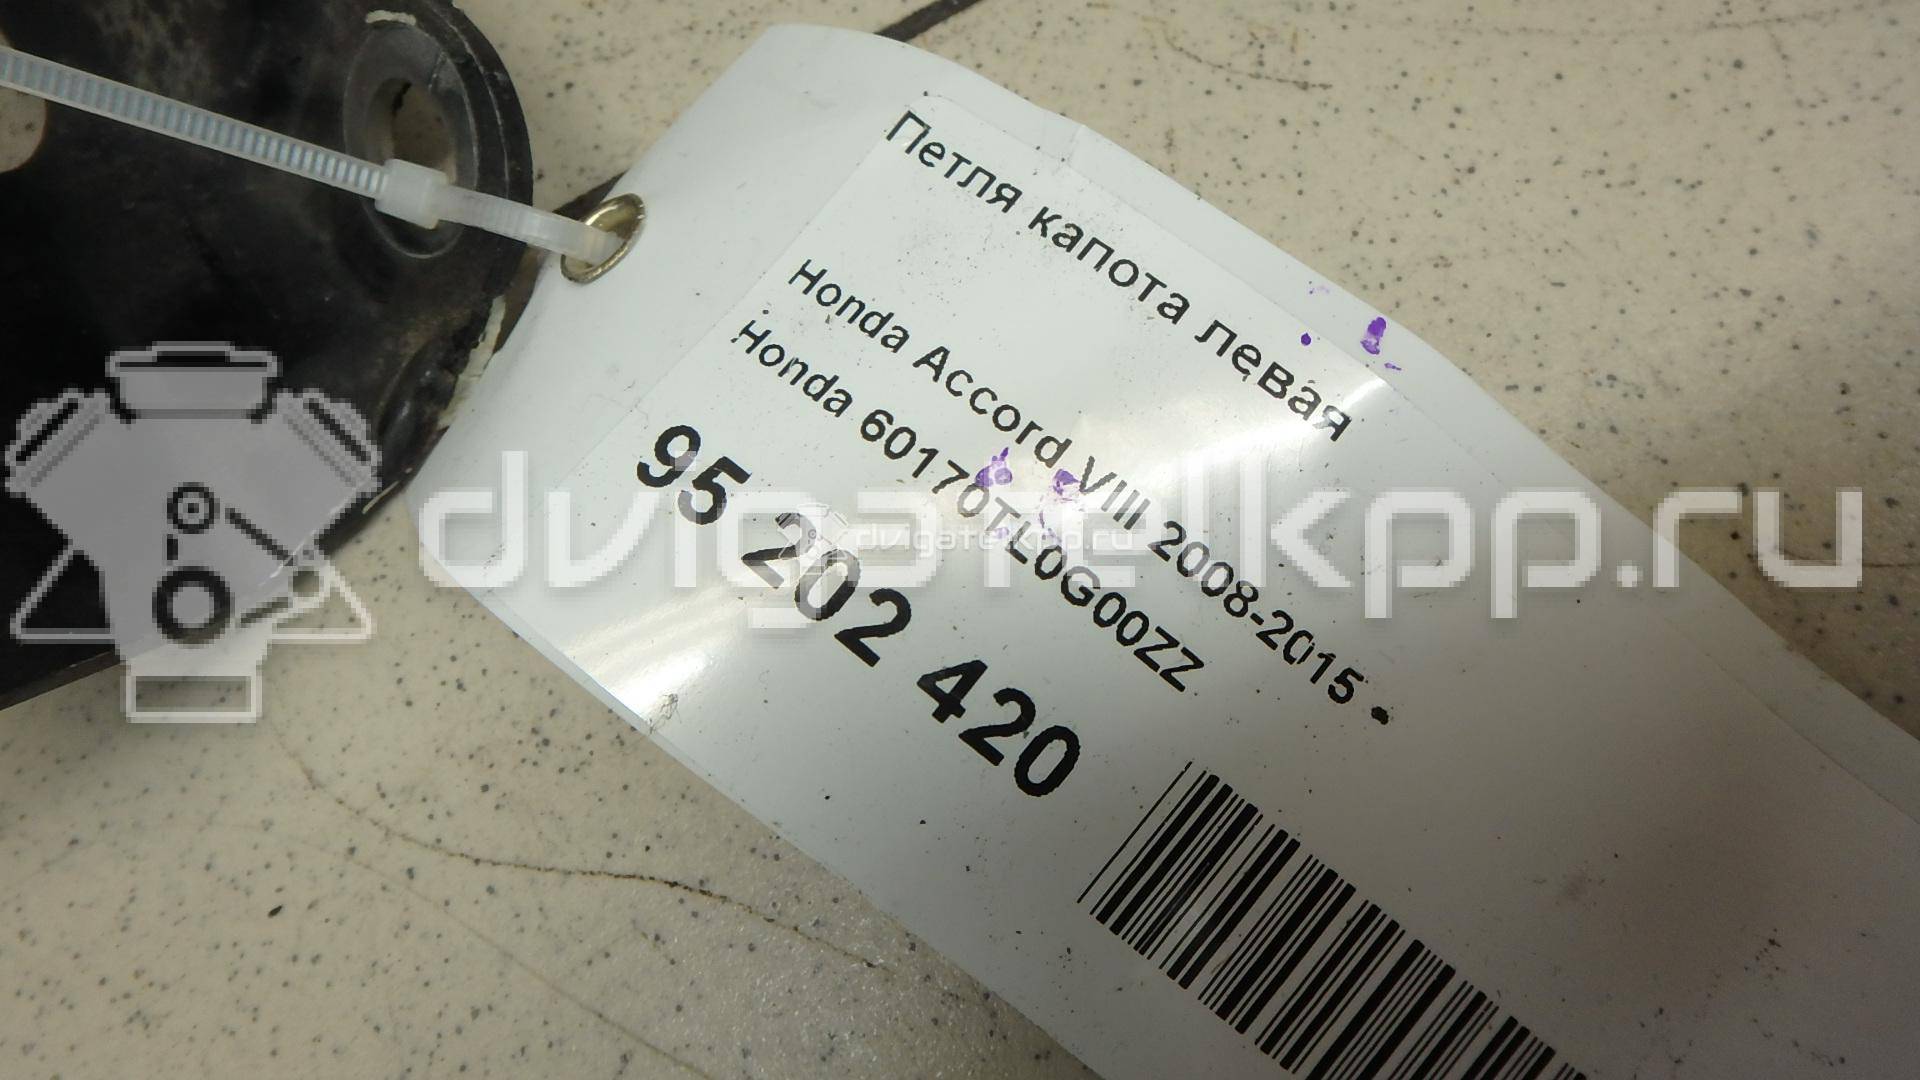 Петля капота левая
Honda Accord VIII 2008-2015 •
Honda 60170TL0G00ZZ
95 202 420
dvigatelkpp.ru
dvigatelkpp.ru